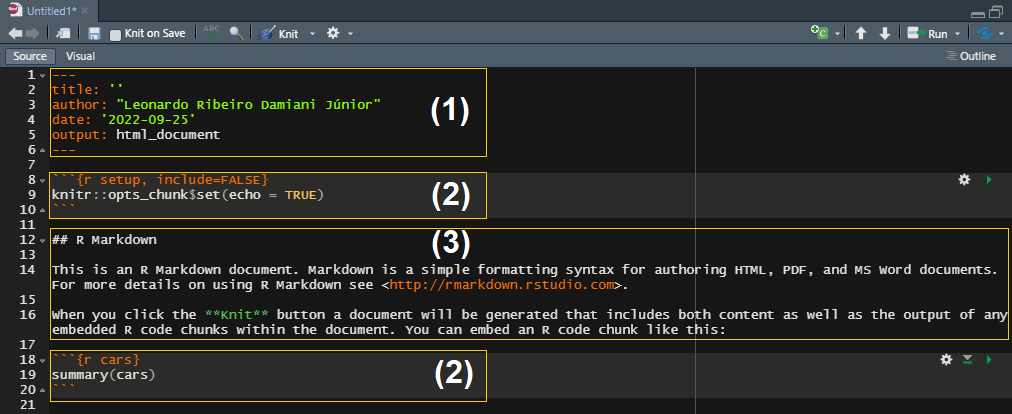 Untitled1*
Knit on Save ABC Knit Run
Source Visual Outline
1 ---
2 title: ''
3 author: "Leonardo Ribeiro Damiani Júnior"
4 date: '2022-09-25'
5 output: html_document
6 ---
(1)
7
8 ```{r setup, include=FALSE}
9 knitr::opts_chunk$set(echo = TRUE)
10 ```
(2)
11
(3)
12 ## R Markdown
13
14 This is an R Markdown document. Markdown is a simple formatting syntax for authoring HTML, PDF, and MS Word documents.
For more details on using R Markdown see <http://rmarkdown.rstudio.com>.
15
16 When you click the **Knit** button a document will be generated that includes both content as well as the output of any
embedded R code chunks within the document. You can embed an R code chunk like this:
17
18 ```{r cars}
19 summary(cars)
20 ```
(2)
21